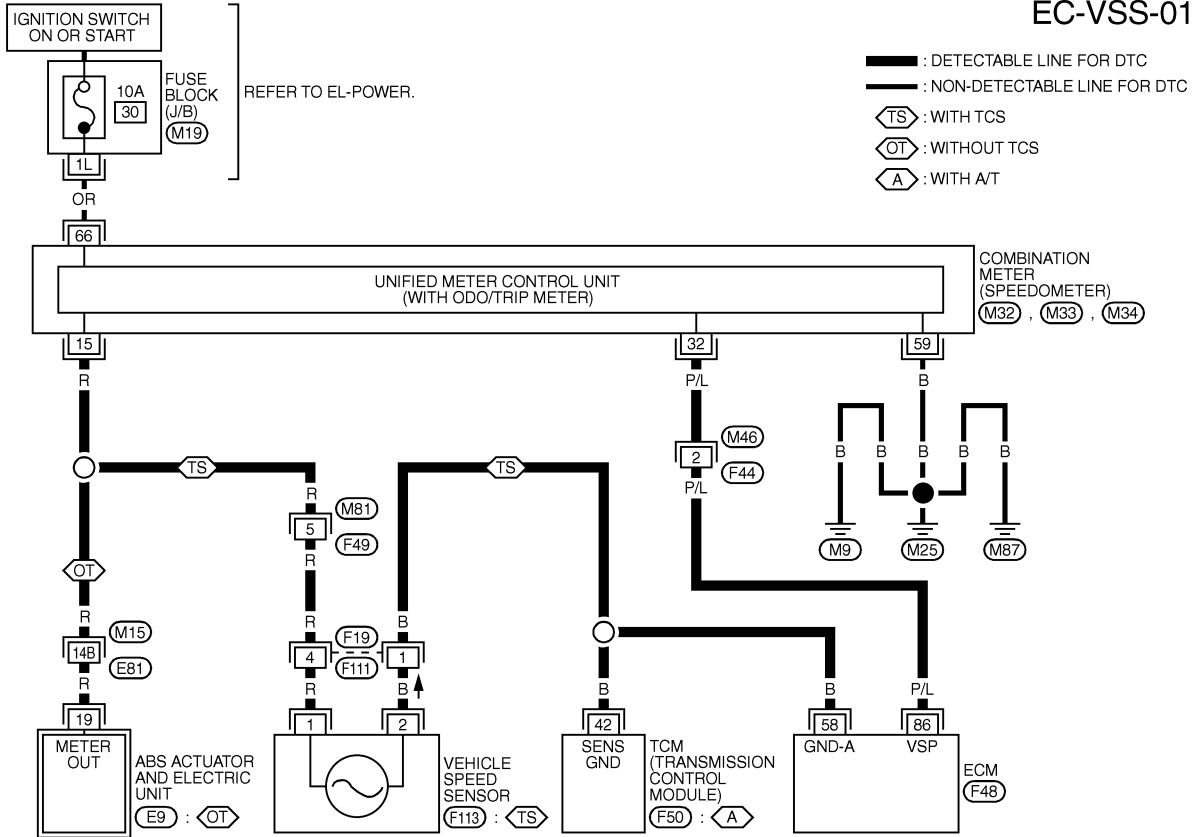 EC-VSS-01
IGNITION SWITCH
ON OR START
10A
30
FUSE
BLOCK
(J/B)
M19
REFER TO EL-POWER.
: DETECTABLE LINE FOR DTC
: NON-DETECTABLE LINE FOR DTC
TS : WITH TCS
OT : WITHOUT TCS
A : WITH A/T
1L
OR
66
UNIFIED METER CONTROL UNIT
(WITH ODO/TRIP METER)
COMBINATION
METER
(SPEEDOMETER)
M32 , M33 , M34
15
32
59
R
P/L
B
M46
2
F44
P/L
B B B B B
M9 M25 M87
TS
TS
R
M81
5
F49
R
OT
R
M15
14B
E81
R
R
B
F19
4
1
F111
R
B
B
B
P/L
19
1
2
42
58
86
METER
OUT
ABS ACTUATOR
AND ELECTRIC
UNIT
E9 : OT
VEHICLE
SPEED
SENSOR
F113 : TS
SENS
GND
TCM
(TRANSMISSION
CONTROL
MODULE)
F50 : A
GND-A
VSP
ECM
F48